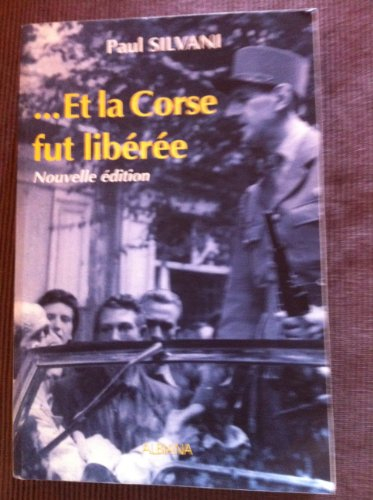 Paul SILVANI
...Et la Corse
fut libérée
Nouvelle édition
ALBIANA